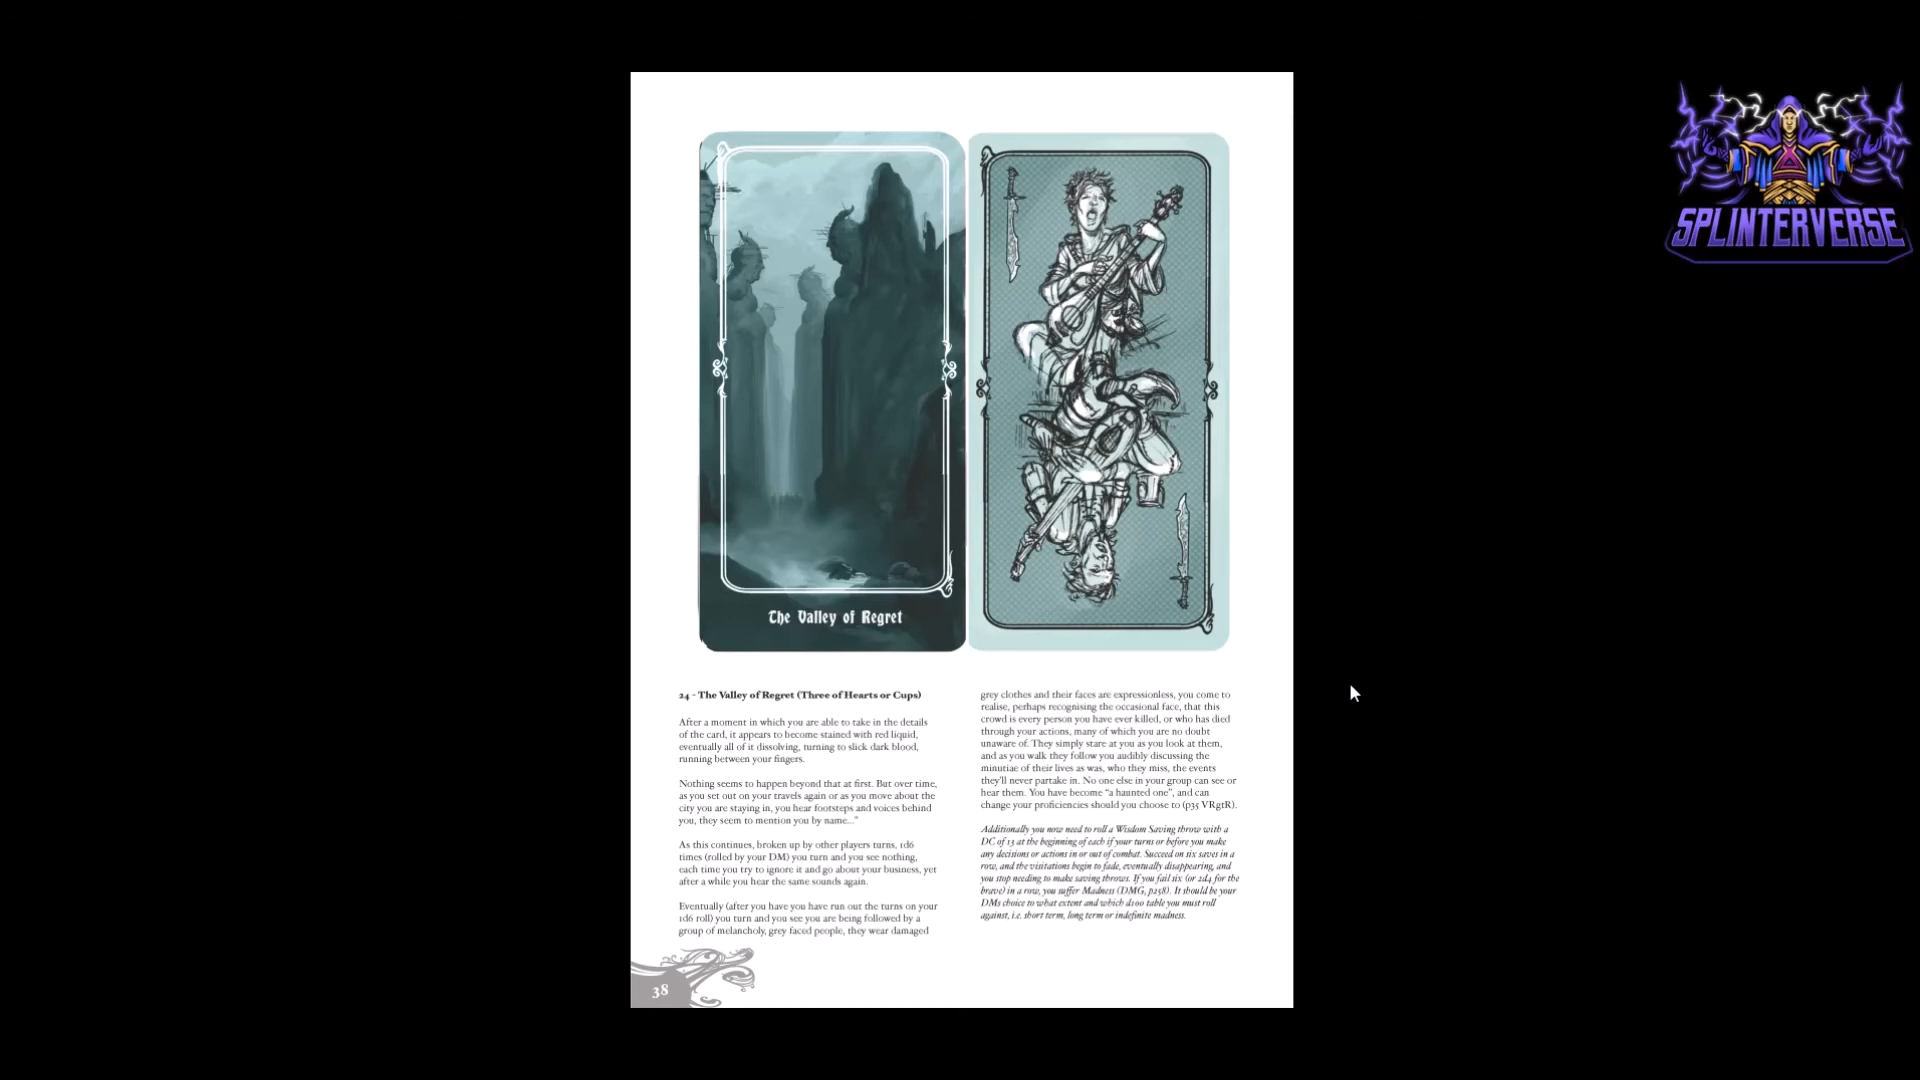 SPLINTERVERSE
The Valley of Regret
24 - The Valley of Regret (Three of Hearts or Cups)
After a moment in which you are able to take in the details
of the card, it appears to become stained with red liquid,
eventually all of it dissolving, turning to slick dark blood,
running between your fingers.
Nothing seems to happen beyond that at first. But over time,
as you set out on your travels again or as you move about the
city you are staying in, you hear footsteps and voices behind
you, they seem to mention you by name..."
As this continues, broken up by other players turns, 1d6
times (rolled by your DM) you turn and you see nothing,
each time you try to ignore it and go about your business, yet
after a while you hear the same sounds again.
Eventually (after you have you have run out the turns on your
1d6 roll) you turn and you see you are being followed by a
group of melancholy, grey faced people, they wear damaged
grey clothes and their faces are expressionless, you come to
realise, perhaps recognising the occasional face, that this
crowd is every person you have ever killed, or who has died
through your actions, many of which you are no doubt
unaware of. They simply stare at you as you look at them,
and as you walk they follow you audibly discussing the
minutiae of their lives as was, who they miss, the events
they'll never partake in. No one else in your group can see or
hear them. You have become "a haunted one", and can
change your proficiencies should you choose to (p35 VRgtR).
Additionally you now need to roll a Wisdom Saving throw with a
DC of 13 at the beginning of each if your turns or before you make
any decisions or actions in or out of combat. Succeed on six saves in a
row, and the visitations begin to fade, eventually disappearing, and
you stop needing to make saving throws. If you fail six (or 2d4 for the
brave) in a row, you suffer Madness (DMG, p258). It should be your
DMs choice to what extent and which d100 table you must roll
against, i.e. short term, long term or indefinite madness.
38